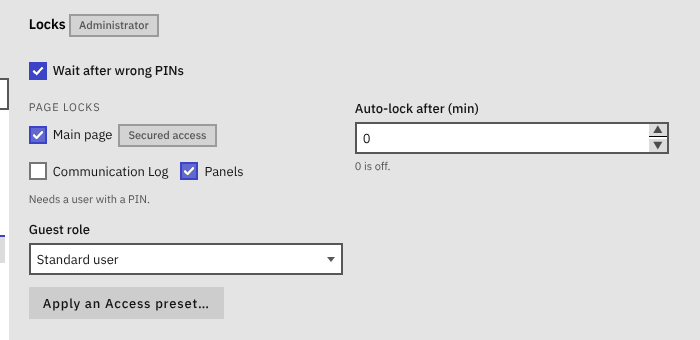 Locks Administrator
Wait after wrong PINs
PAGE LOCKS
Main page Secured access
Communication Log Panels
Needs a user with a PIN.
Auto-lock after (min)
0
0 is off.
Guest role
Standard user
Apply an Access preset...